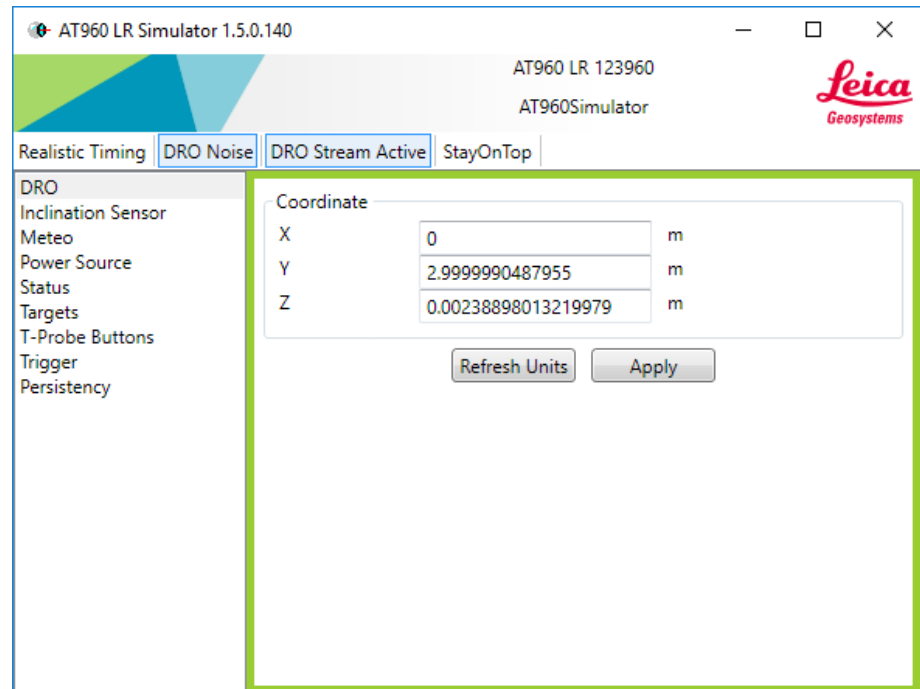 AT960 LR Simulator 1.5.0.140
AT960 LR 123960
AT960Simulator
Leica
Geosystems
Realistic Timing DRO Noise DRO Stream Active StayOnTop
DRO
Inclination Sensor
Meteo
Power Source
Status
Targets
T-Probe Buttons
Trigger
Persistency
Coordinate
X 0 m
Y 2.9999990487955 m
Z 0.00238898013219979 m
Refresh Units Apply